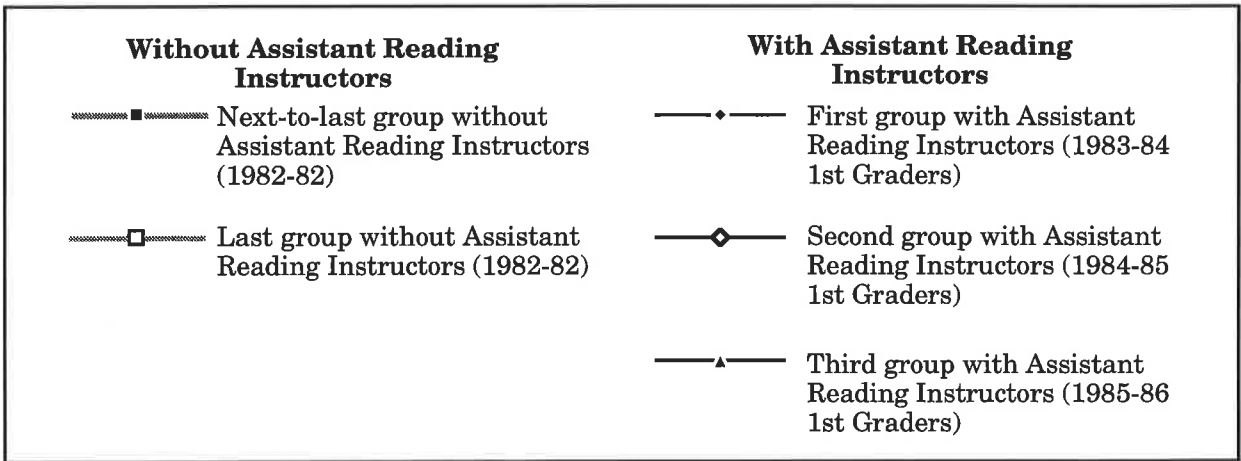 Without Assistant Reading
Instructors
Next-to-last group without
Assistant Reading Instructors
(1982-82)
Last group without Assistant
Reading Instructors (1982-82)
With Assistant Reading
Instructors
First group with Assistant
Reading Instructors (1983-84
1st Graders)
Second group with Assistant
Reading Instructors (1984-85
1st Graders)
Third group with Assistant
Reading Instructors (1985-86
1st Graders)